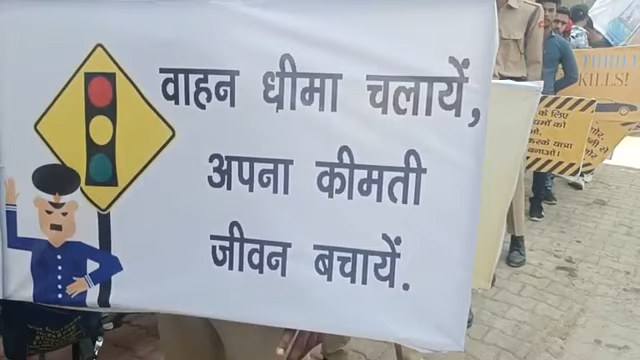 वाहन धीमा चलायें,
अपना कीमती
जीवन बचायें.
KILLS!
के लिए